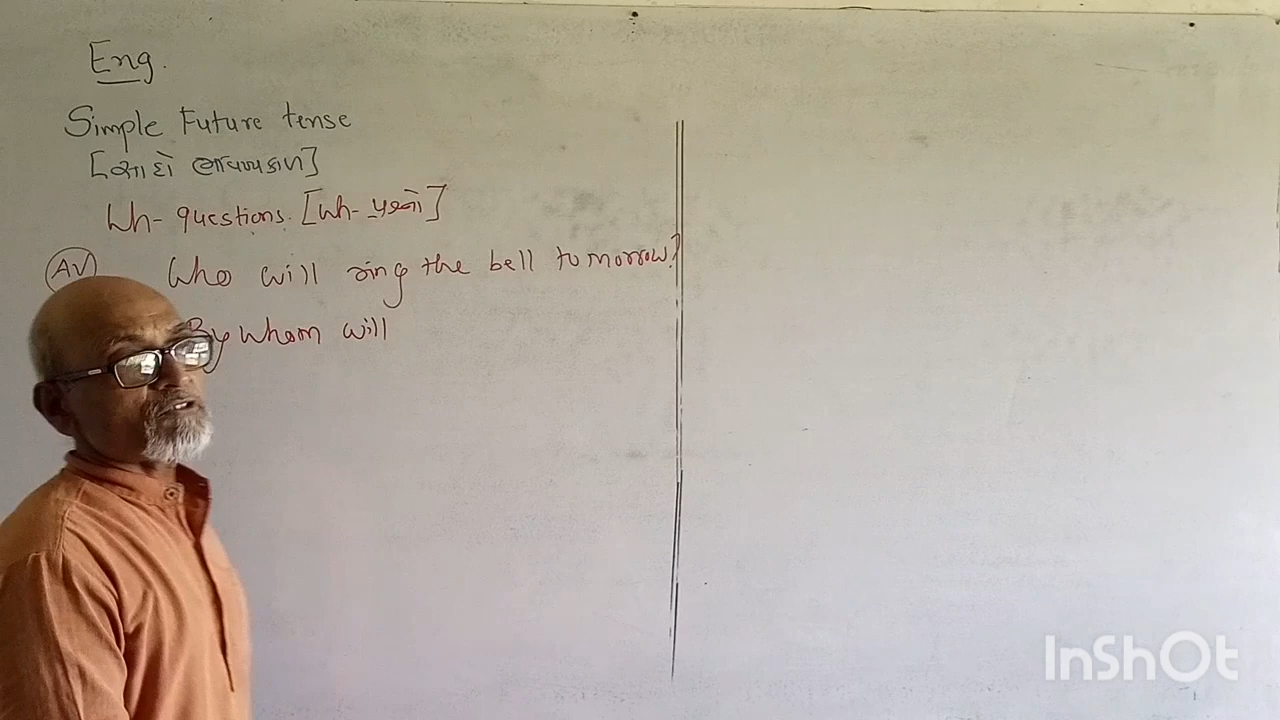 Eng.
Simple Future tense
[સાદો ભવિષ્યકાળ]
Wh- questions. [Wh- પ્રશ્નો]
AV Who will ring the bell tomorrow?
By whom will
InShOt